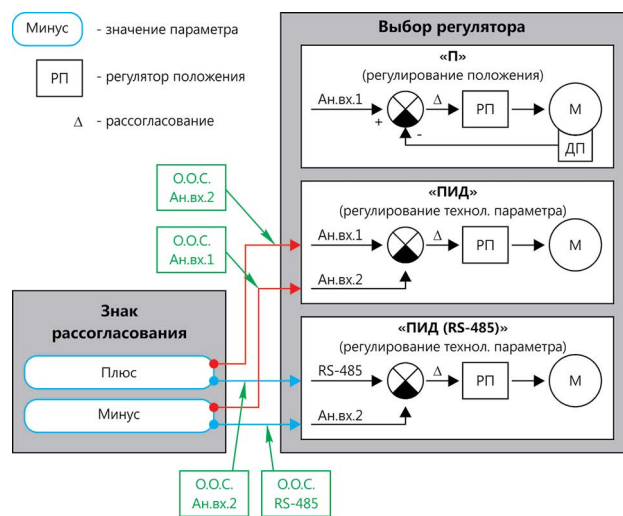 Минус - значение параметра
РП - регулятор положения
Δ - рассогласование
Выбор регулятора
«П»
(регулирование положения)
Ан.вх.1
+
-
Δ
РП
М
ДП
О.О.С.
Ан.вх.2
О.О.С.
Ан.вх.1
«ПИД»
(регулирование технол. параметра)
Ан.вх.1
Δ
РП
М
Ан.вх.2
Знак
рассогласования
Плюс
Минус
«ПИД (RS-485)»
(регулирование технол. параметра)
RS-485
Δ
РП
М
Ан.вх.2
О.О.С.
Ан.вх.2
О.О.С.
RS-485